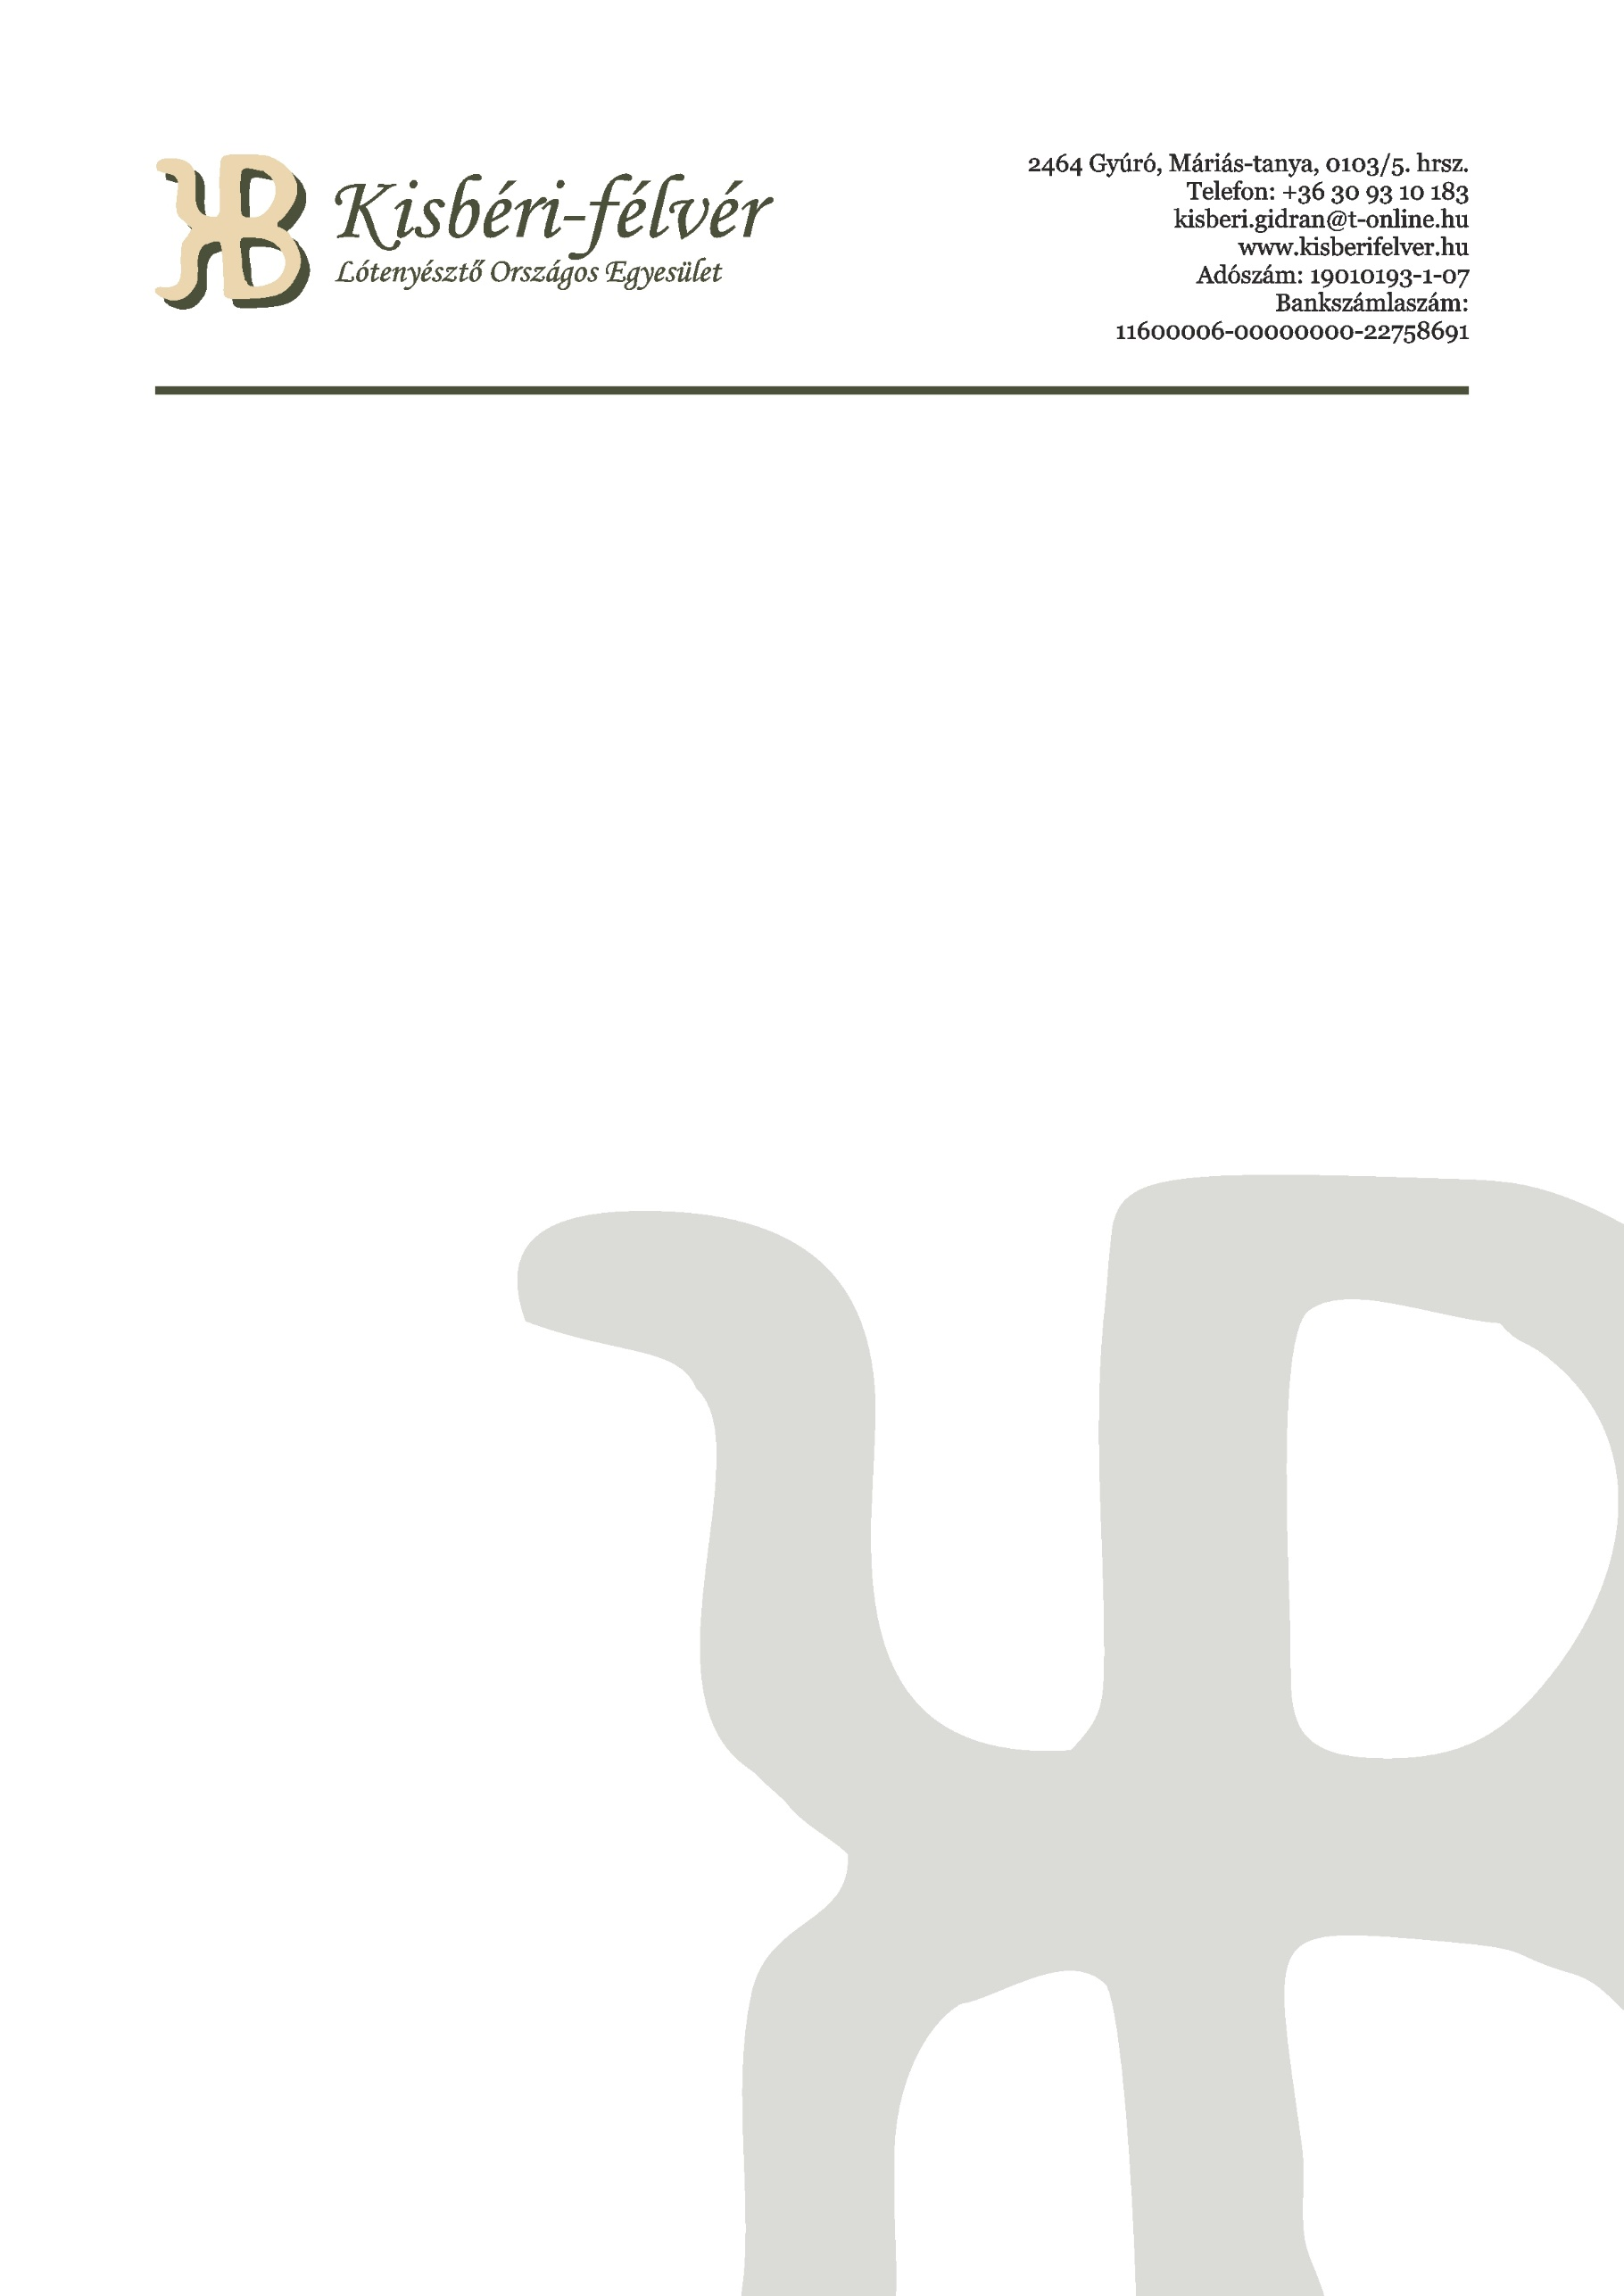 KB
Kisbéri-félvér
Lótenyésztő Országos Egyesület
2464 Gyúró, Máriás-tanya, 0103/5. hrsz.
Telefon: +36 30 93 10 183
kisberi.gidran@t-online.hu
www.kisberifelver.hu
Adószám: 19010193-1-07
Bankszámlaszám:
11600006-00000000-22758691